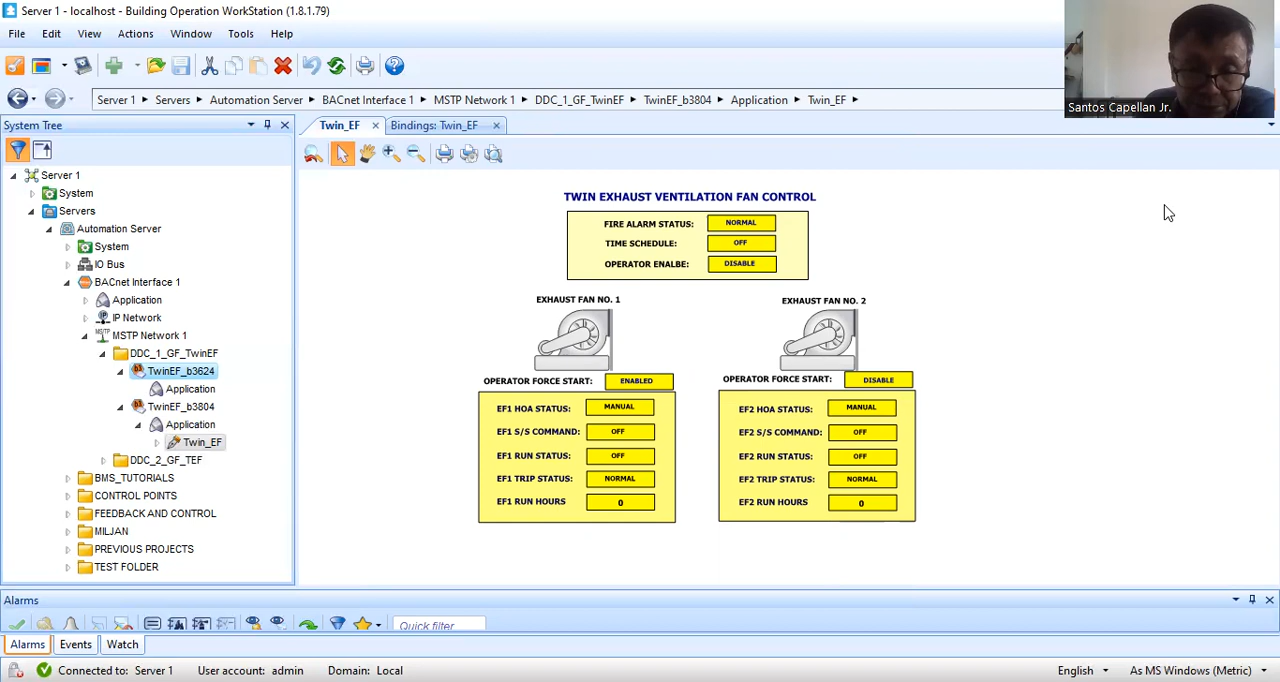 Server 1 - localhost - Building Operation WorkStation (1.8.1.79)
File Edit View Actions Window Tools Help
Santos Capellan Jr.
Server 1 Servers Automation Server BACnet Interface 1 MSTP Network 1 DDC_1_GF_TwinEF TwinEF_b3804 Application Twin_EF
System Tree
Twin_EF
Bindings: Twin_EF
Server 1
System
Servers
Automation Server
System
IO Bus
BACnet Interface 1
Application
IP Network
MS/TP
MSTP Network 1
DDC_1_GF_TwinEF
TwinEF_b3624
Application
TwinEF_b3804
Application
Twin_EF
DDC_2_GF_TEF
BMS_TUTORIALS
CONTROL POINTS
FEEDBACK AND CONTROL
MILJAN
PREVIOUS PROJECTS
TEST FOLDER
TWIN EXHAUST VENTILATION FAN CONTROL
FIRE ALARM STATUS: NORMAL
TIME SCHEDULE: OFF
OPERATOR ENALBE: DISABLE
EXHAUST FAN NO. 1
OPERATOR FORCE START: ENABLED
EF1 HOA STATUS: MANUAL
EF1 S/S COMMAND: OFF
EF1 RUN STATUS: OFF
EF1 TRIP STATUS: NORMAL
EF1 RUN HOURS 0
EXHAUST FAN NO. 2
OPERATOR FORCE START: DISABLE
EF2 HOA STATUS: MANUAL
EF2 S/S COMMAND: OFF
EF2 RUN STATUS: OFF
EF2 TRIP STATUS: NORMAL
EF2 RUN HOURS 0
Alarms
Quick filter
Alarms Events Watch
Connected to: Server 1 User account: admin Domain: Local English As MS Windows (Metric)